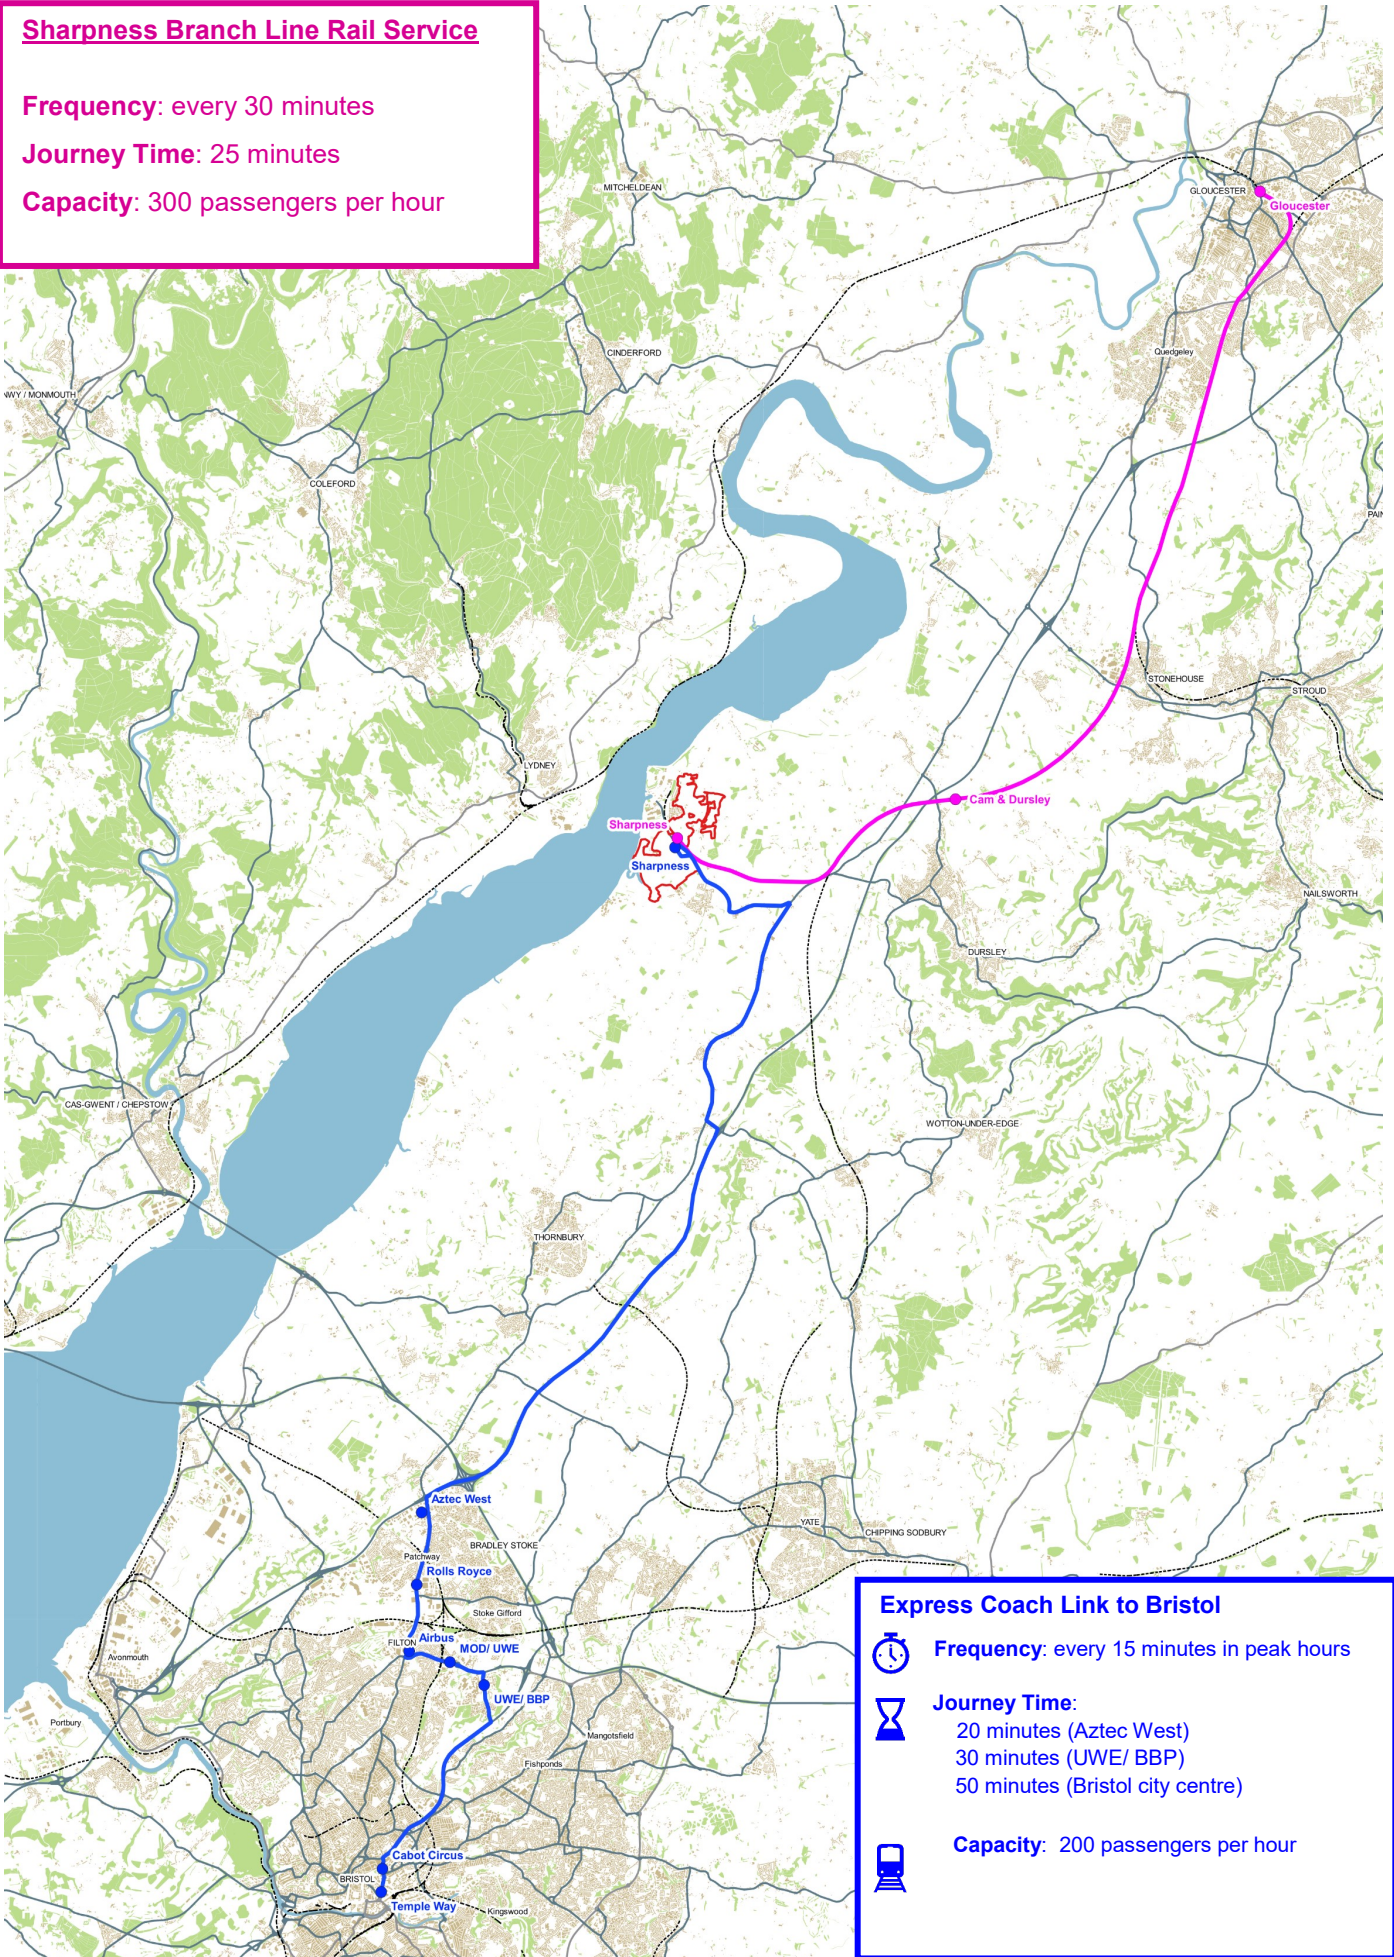 Sharpness Branch Line Rail Service
Frequency: every 30 minutes
Journey Time: 25 minutes
Capacity: 300 passengers per hour
MITCHELDEAN
GLOUCESTER
Gloucester
CINDERFORD
Quedgeley
NWY / MONMOUTH
COLEFORD
PAIN
STONEHOUSE
STROUD
LYDNEY
Cam & Dursley
Sharpness
Sharpness
NAILSWORTH
DURSLEY
CAS-GWENT / CHEPSTOW
WOTTON-UNDER-EDGE
THORNBURY
Aztec West
YATE
CHIPPING SODBURY
BRADLEY STOKE
Patchway
Rolls Royce
Stoke Gifford
FILTON
Airbus
MOD/ UWE
Avonmouth
UWE/ BBP
Portbury
Mangotsfield
Fishponds
Cabot Circus
BRISTOL
Temple Way
Kingswood
Express Coach Link to Bristol
Frequency: every 15 minutes in peak hours
Journey Time:
20 minutes (Aztec West)
30 minutes (UWE/ BBP)
50 minutes (Bristol city centre)
Capacity: 200 passengers per hour